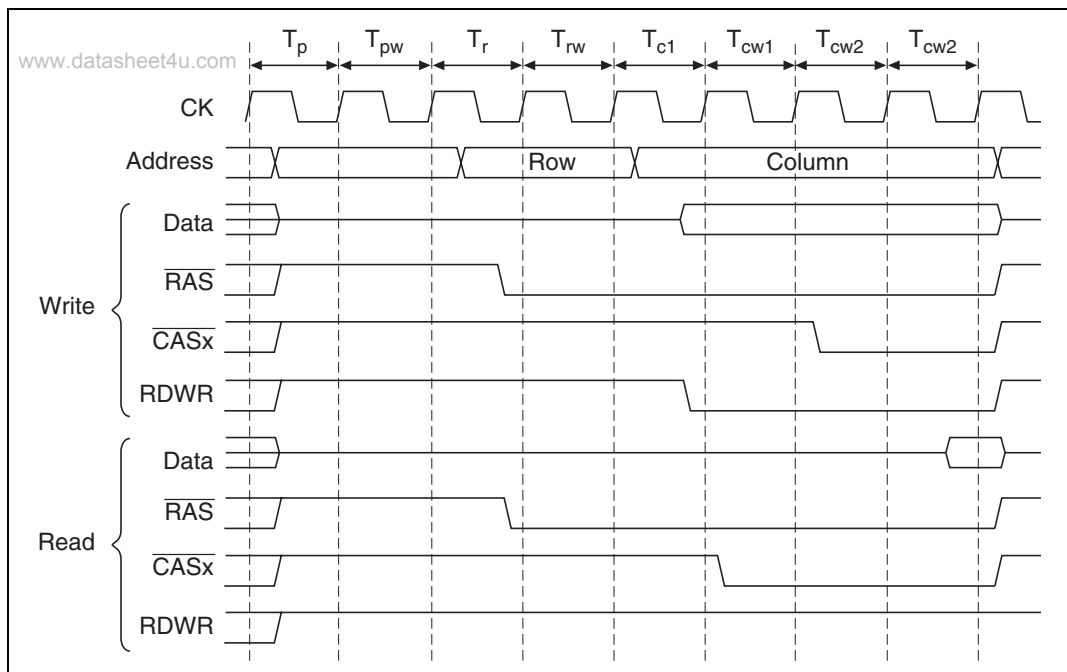 Tp Tpw Tr Trw Tc1 Tcw1 Tcw2 Tcw2
www.datasheet4u.com
CK
Address Row Column
Write
Data
RAS
CASx
RDWR
Read
Data
RAS
CASx
RDWR